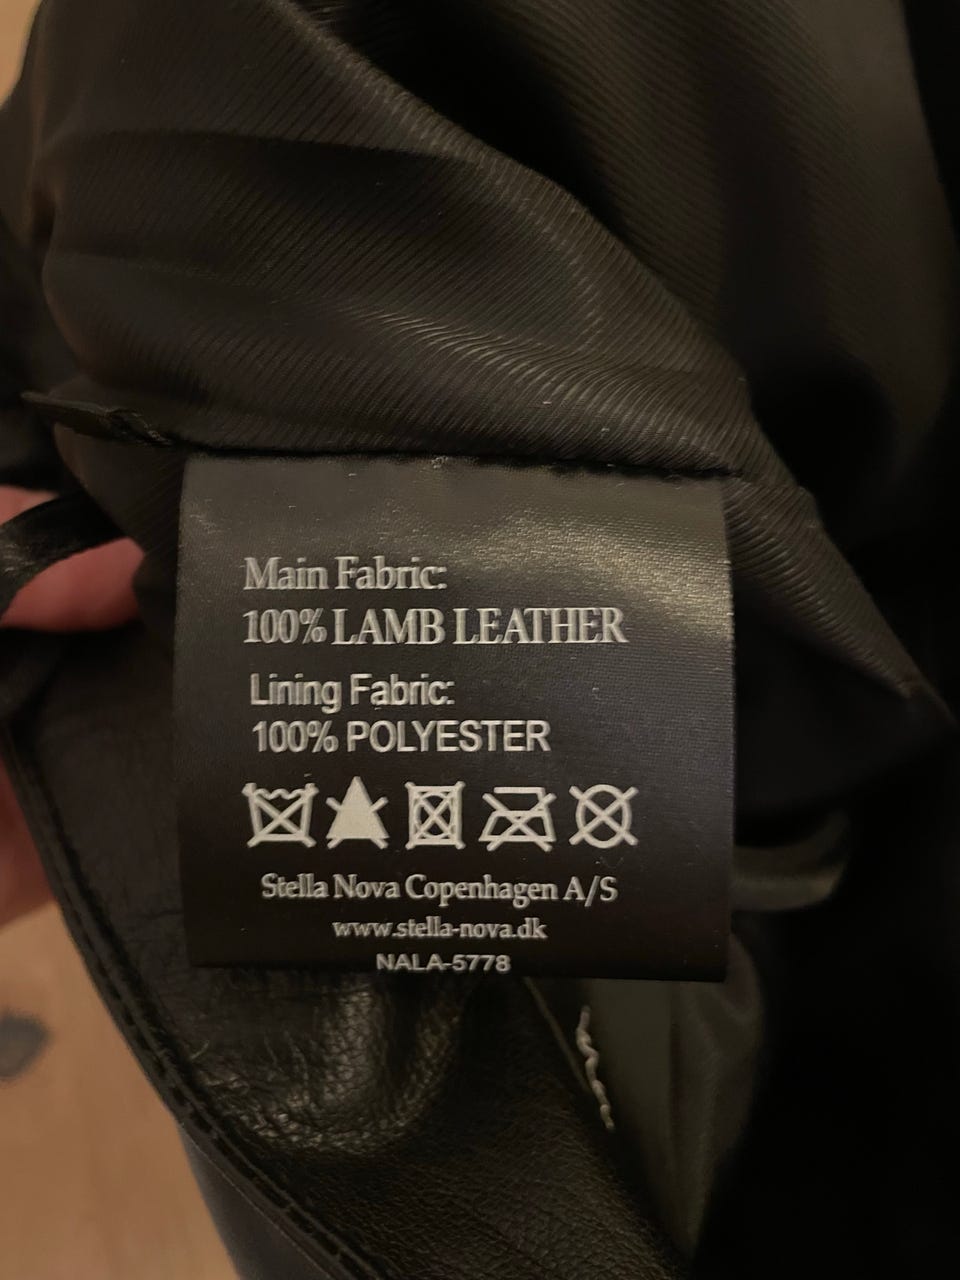 Main Fabric:
100% LAMB LEATHER
Lining Fabric:
100% POLYESTER
Stella Nova Copenhagen A/S
www.stella-nova.dk
NALA-5778